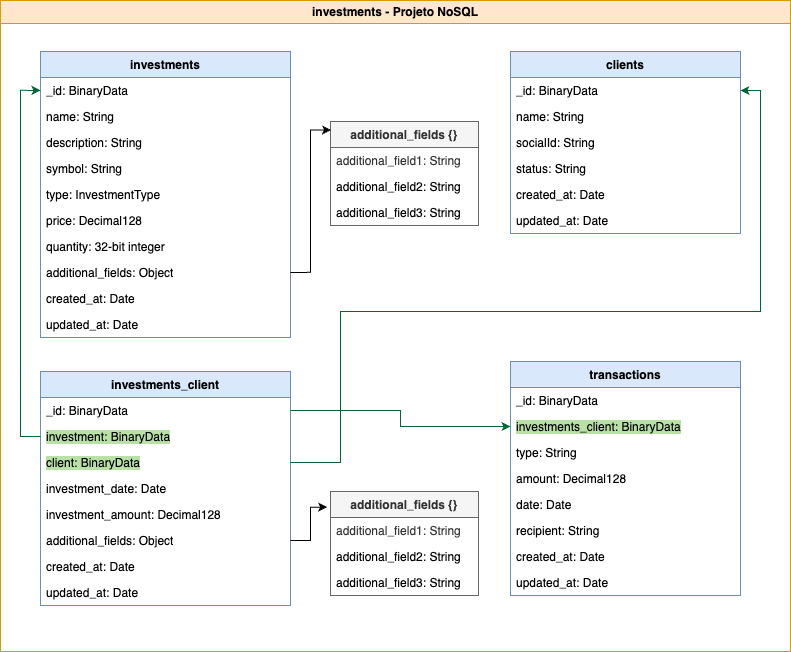 investments - Projeto NoSQL
investments
_id: BinaryData
name: String
description: String
symbol: String
type: InvestmentType
price: Decimal128
quantity: 32-bit integer
additional_fields: Object
created_at: Date
updated_at: Date
additional_fields {}
additional_field1: String
additional_field2: String
additional_field3: String
clients
_id: BinaryData
name: String
socialId: String
status: String
created_at: Date
updated_at: Date
investments_client
_id: BinaryData
investment: BinaryData
client: BinaryData
investment_date: Date
investment_amount: Decimal128
additional_fields: Object
created_at: Date
updated_at: Date
additional_fields {}
additional_field1: String
additional_field2: String
additional_field3: String
transactions
_id: BinaryData
investments_client: BinaryData
type: String
amount: Decimal128
date: Date
recipient: String
created_at: Date
updated_at: Date